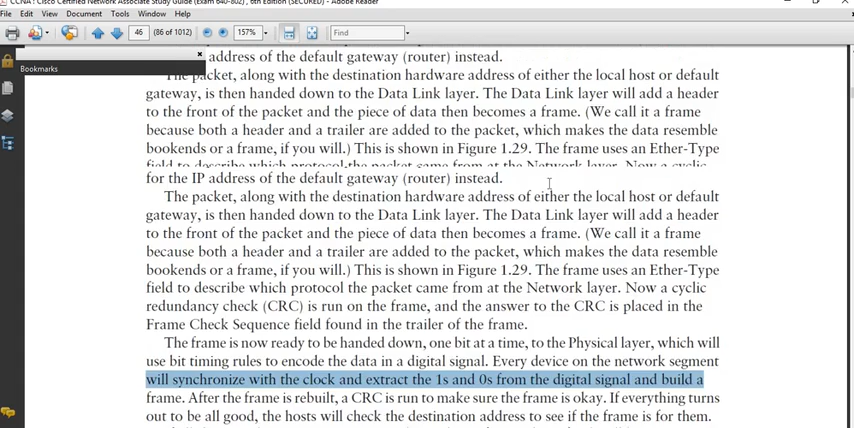 CCNA : Cisco Certified Network Associate Study Guide (Exam 640-802) , 6th Edition (SECURED) - Adobe Reader
File Edit View Document Tools Window Help
46 (86 of 1012) 157% Find
Bookmarks
address of the default gateway (router) instead.
The packet, along with the destination hardware address of either the local host or default
gateway, is then handed down to the Data Link layer. The Data Link layer will add a header
to the front of the packet and the piece of data then becomes a frame. (We call it a frame
because both a header and a trailer are added to the packet, which makes the data resemble
bookends or a frame, if you will.) This is shown in Figure 1.29. The frame uses an Ether-Type
field to describe which protocol the packet came from at the Network layer. Now a cyclic
for the IP address of the default gateway (router) instead.
The packet, along with the destination hardware address of either the local host or default
gateway, is then handed down to the Data Link layer. The Data Link layer will add a header
to the front of the packet and the piece of data then becomes a frame. (We call it a frame
because both a header and a trailer are added to the packet, which makes the data resemble
bookends or a frame, if you will.) This is shown in Figure 1.29. The frame uses an Ether-Type
field to describe which protocol the packet came from at the Network layer. Now a cyclic
redundancy check (CRC) is run on the frame, and the answer to the CRC is placed in the
Frame Check Sequence field found in the trailer of the frame.
The frame is now ready to be handed down, one bit at a time, to the Physical layer, which will
use bit timing rules to encode the data in a digital signal. Every device on the network segment
will synchronize with the clock and extract the 1s and 0s from the digital signal and build a
frame. After the frame is rebuilt, a CRC is run to make sure the frame is okay. If everything turns
out to be all good, the hosts will check the destination address to see if the frame is for them.